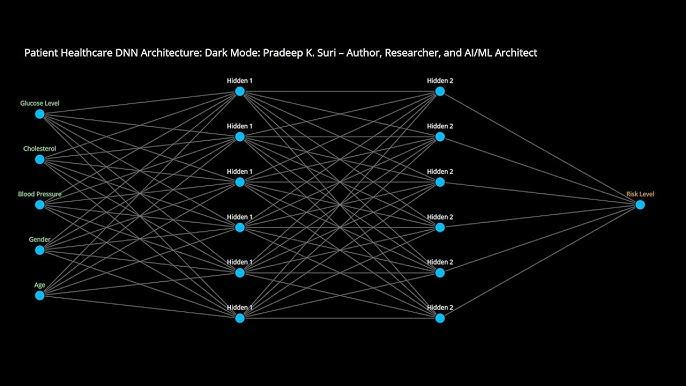 Patient Healthcare DNN Architecture: Dark Mode: Pradeep K. Suri – Author, Researcher, and AI/ML Architect
Glucose Level
Cholesterol
Blood Pressure
Gender
Age
Hidden 1
Hidden 1
Hidden 1
Hidden 1
Hidden 1
Hidden 1
Hidden 2
Hidden 2
Hidden 2
Hidden 2
Hidden 2
Hidden 2
Risk Level